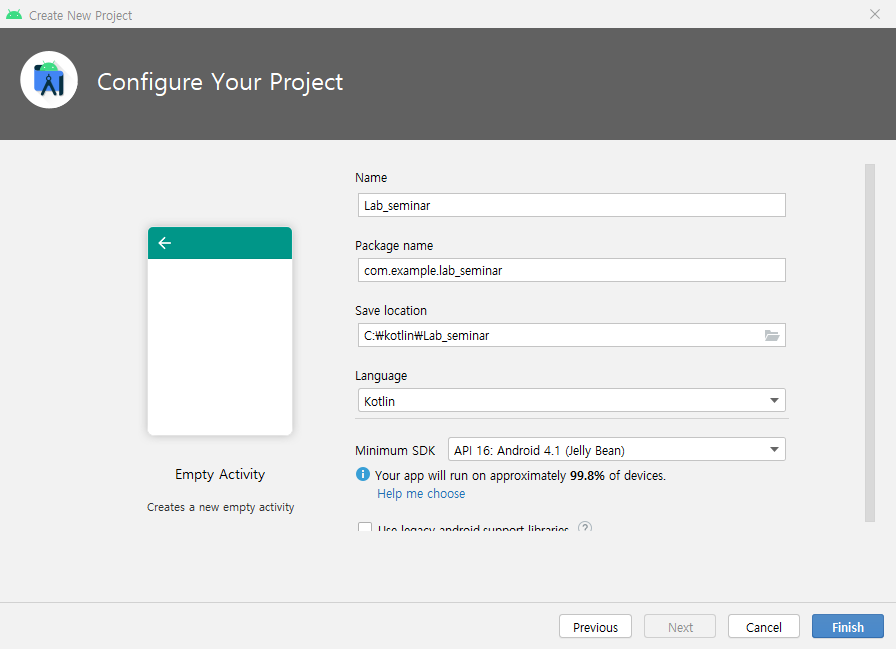 Create New Project
Configure Your Project
Name
Lab_seminar
Package name
com.example.lab_seminar
Save location
C:₩kotlin₩Lab_seminar
Language
Kotlin
Minimum SDK API 16: Android 4.1 (Jelly Bean)
Your app will run on approximately 99.8% of devices.
Help me choose
Use legacy android.support libraries
Empty Activity
Creates a new empty activity
Previous
Next
Cancel
Finish